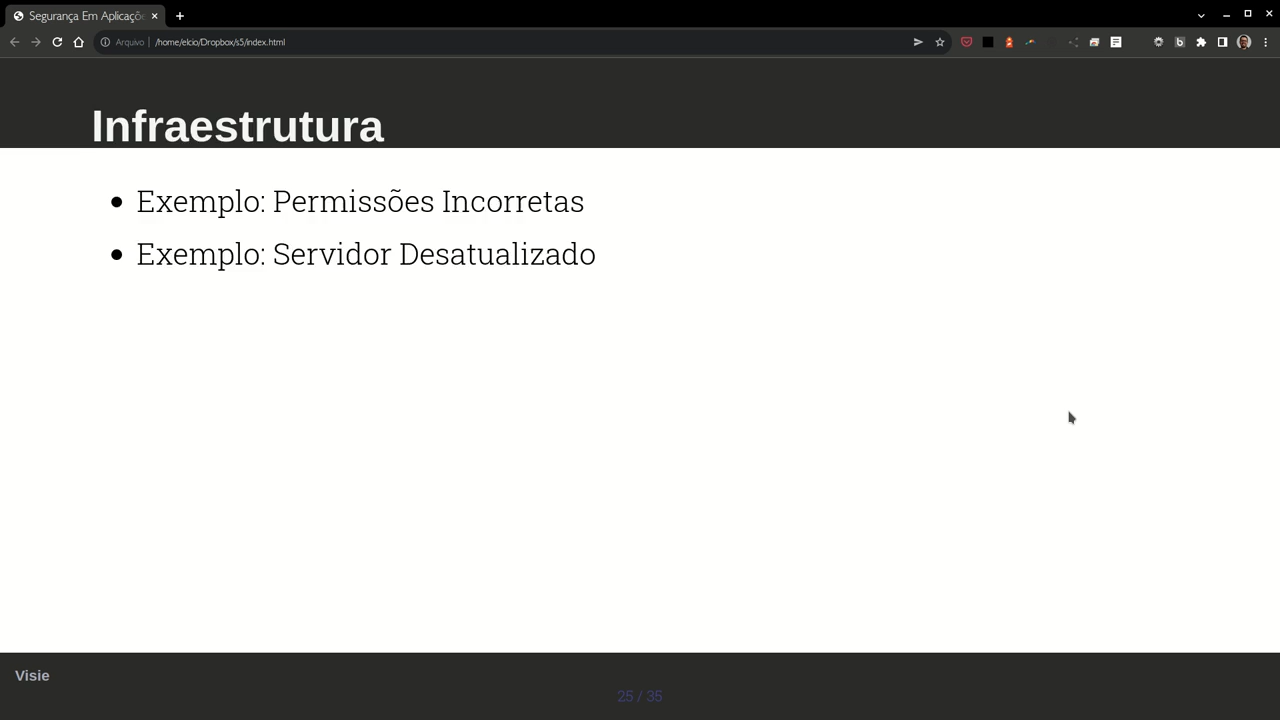 Segurança Em Aplicaçõe
Arquivo
/home/elcio/Dropbox/s5/index.html
Infraestrutura
Exemplo: Permissões Incorretas
Exemplo: Servidor Desatualizado
Visie
25 / 35